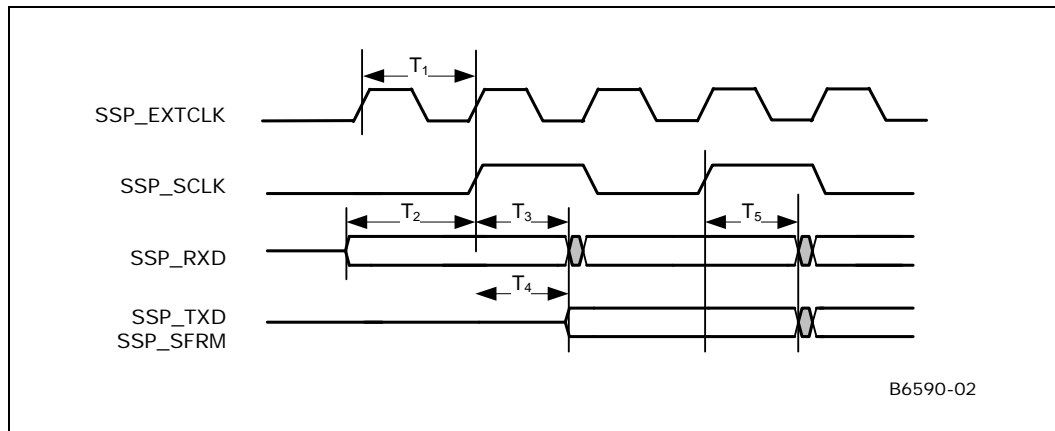 T1
SSP_EXTCLK
SSP_SCLK
T2 T3 T5
SSP_RXD
T4
SSP_TXD
SSP_SFRM
B6590-02